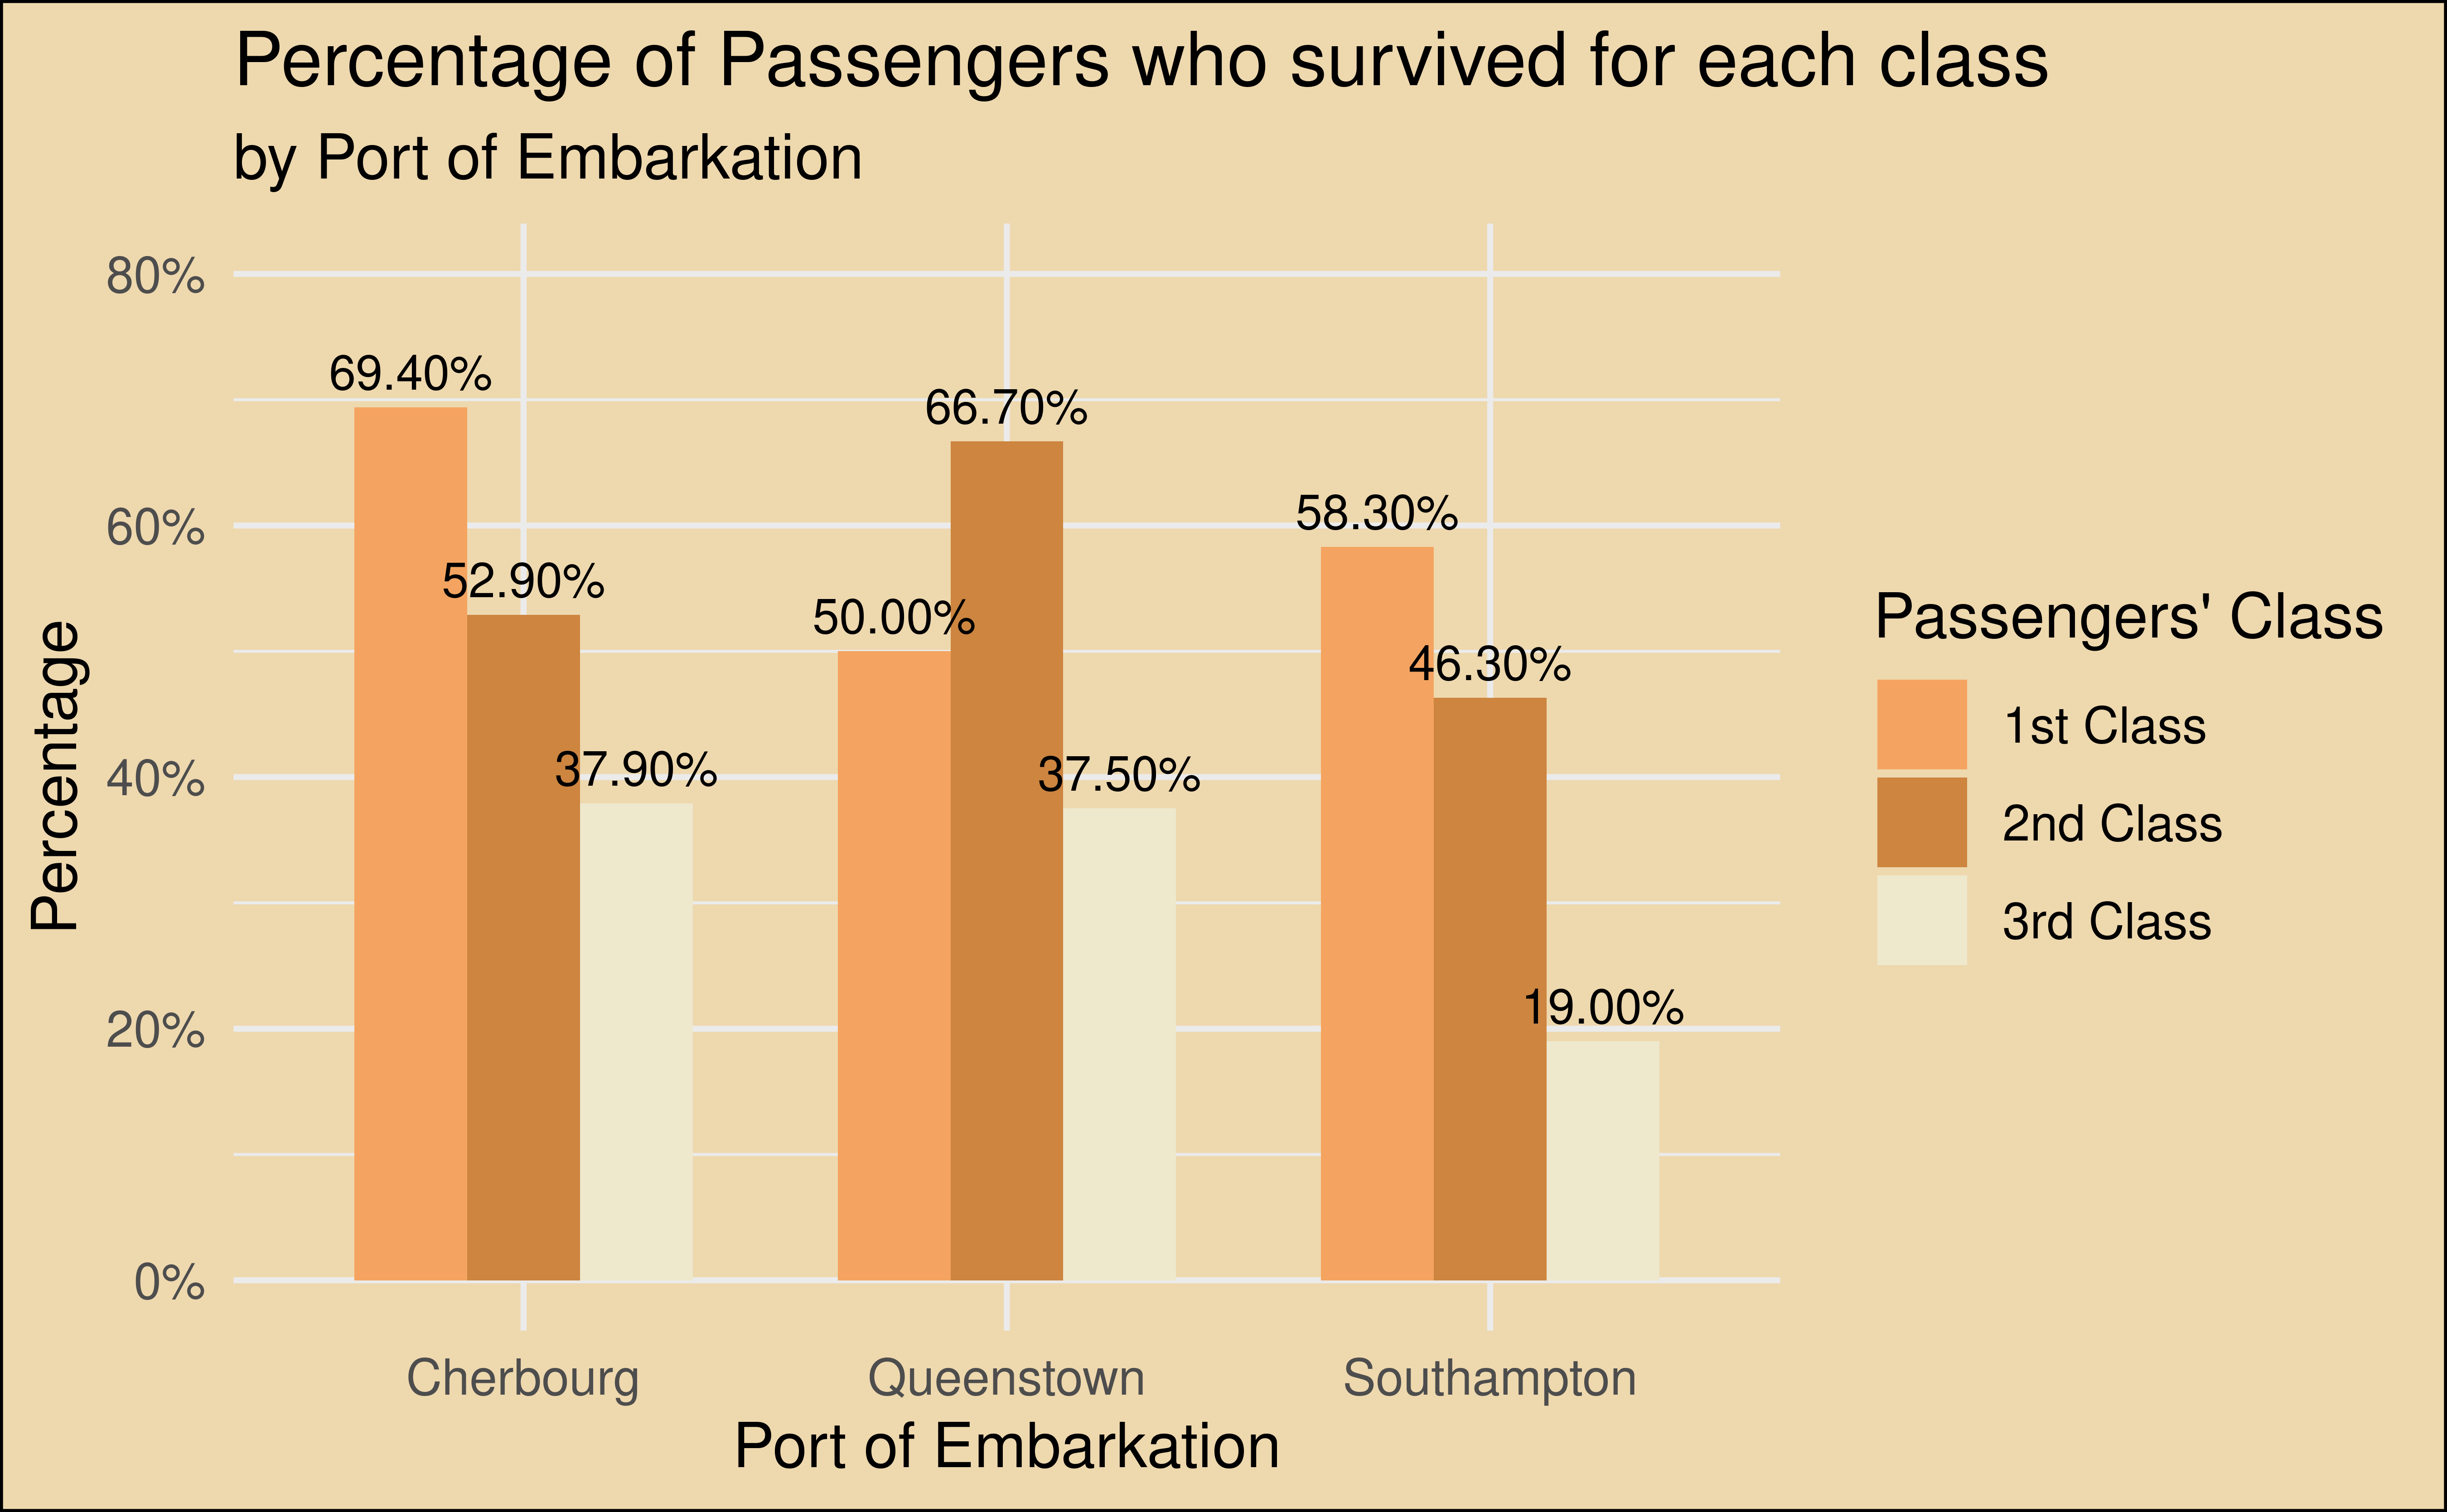 Percentage of Passengers who survived for each class
by Port of Embarkation
80%
69.40%
66.70%
60%
58.30%
52.90%
50.00%
46.30%
40%
37.90%
37.50%
20%
19.00%
0%
Percentage
Cherbourg
Queenstown
Southampton
Port of Embarkation
Passengers' Class
1st Class
2nd Class
3rd Class